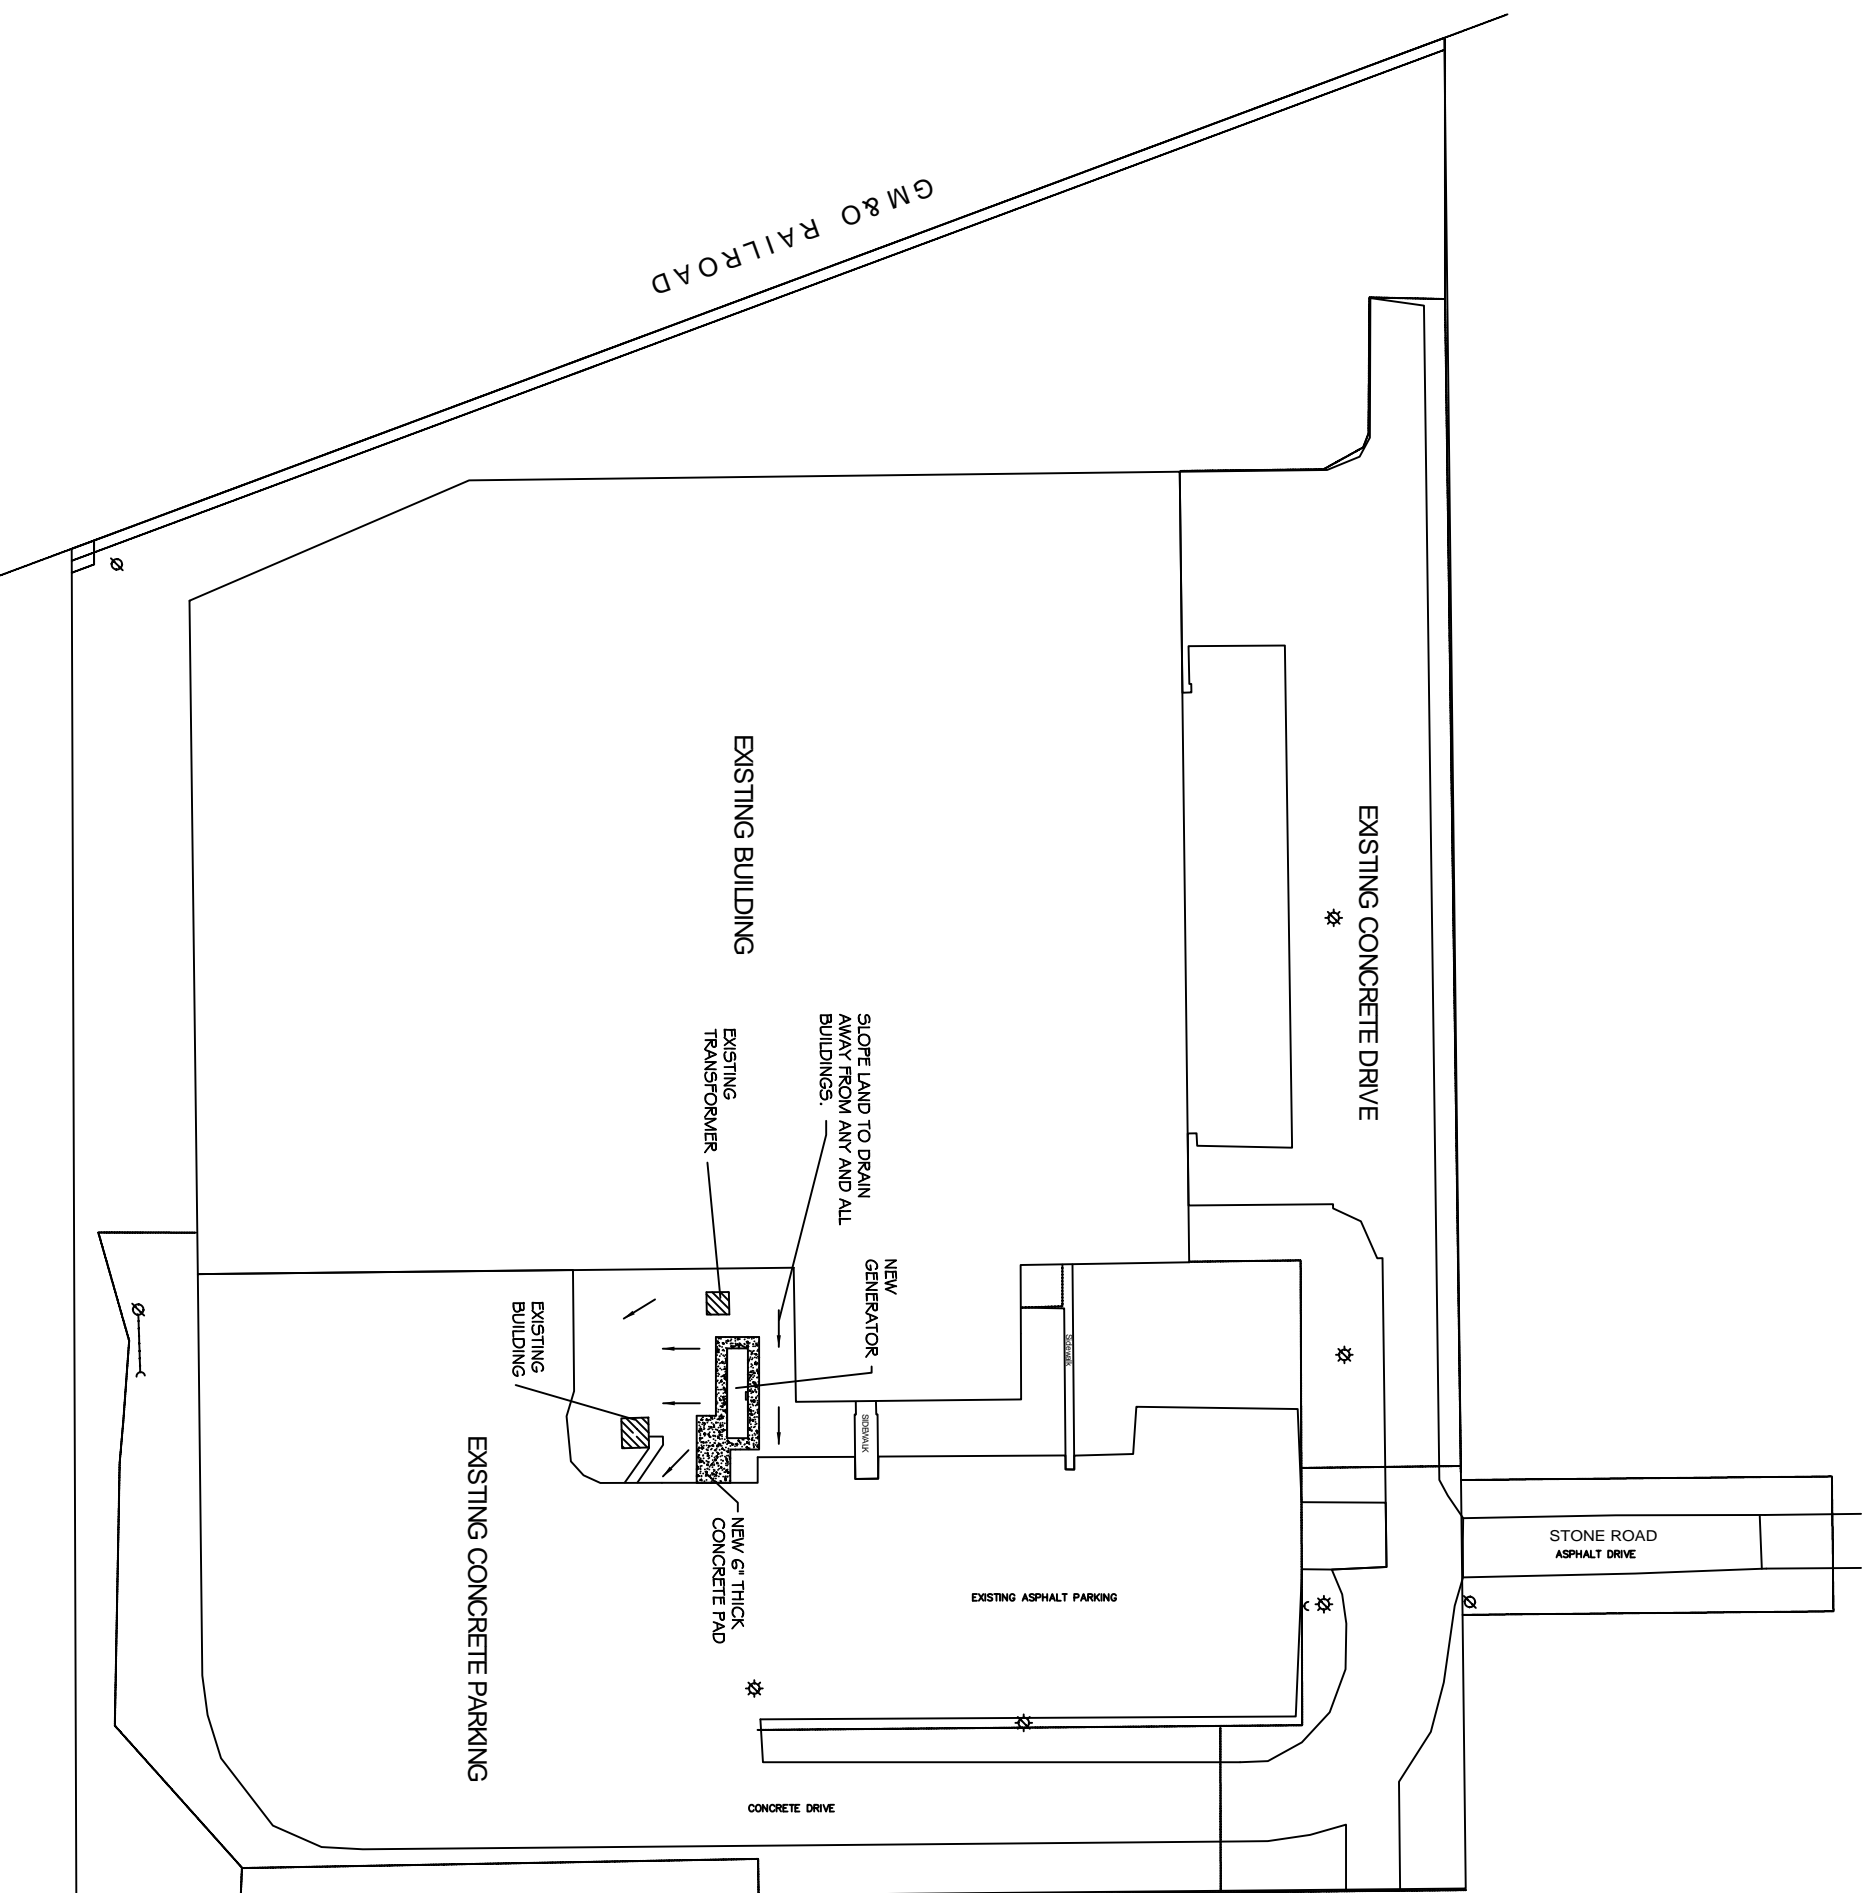 GM&O RAILROAD
EXISTING CONCRETE DRIVE
EXISTING BUILDING
SLOPE LAND TO DRAIN
AWAY FROM ANY AND ALL
BUILDINGS.
EXISTING
TRANSFORMER
NEW
GENERATOR
EXISTING
BUILDING
Sidewalk
SIDEWALK
NEW 6" THICK
CONCRETE PAD
EXISTING CONCRETE PARKING
EXISTING ASPHALT PARKING
STONE ROAD
ASPHALT DRIVE
CONCRETE DRIVE